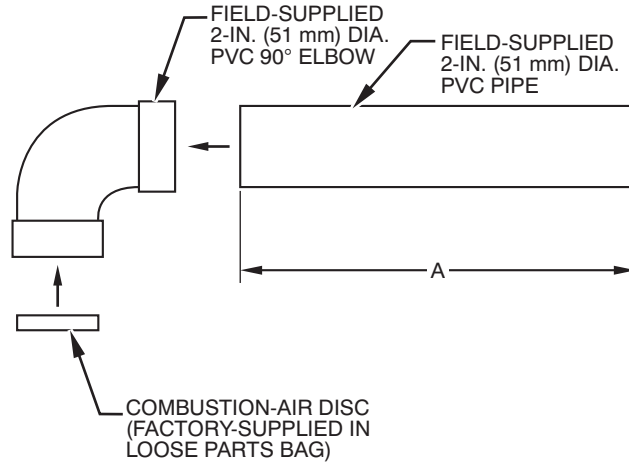 FIELD-SUPPLIED
2-IN. (51 mm) DIA.
PVC 90° ELBOW
FIELD-SUPPLIED
2-IN. (51 mm) DIA.
PVC PIPE
A
COMBUSTION-AIR DISC
(FACTORY-SUPPLIED IN
LOOSE PARTS BAG)